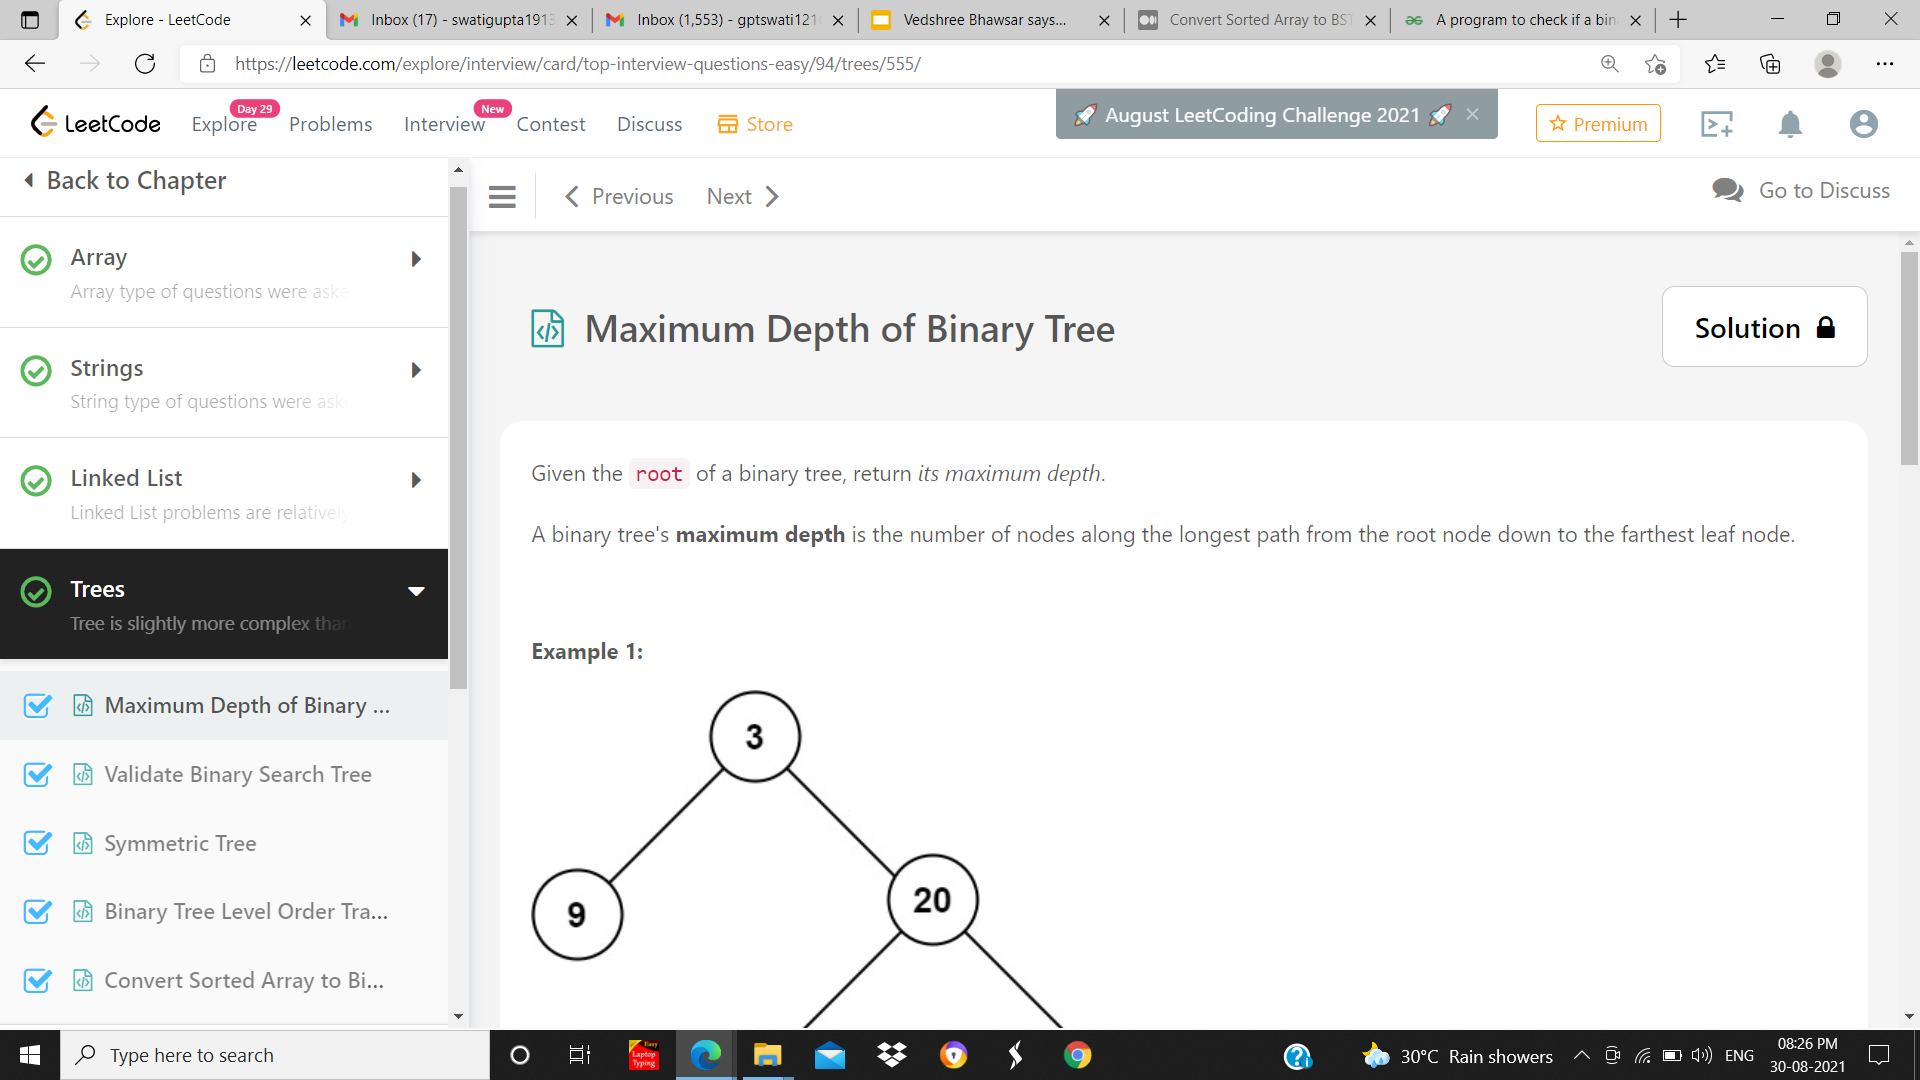 Explore - LeetCode
Inbox (17) - swatigupta1913
Inbox (1,553) - gptswati1210
Vedshree Bhawsar says...
Convert Sorted Array to BST
A program to check if a bin
https://leetcode.com/explore/interview/card/top-interview-questions-easy/94/trees/555/
LeetCode
Explore
Day 29
Problems
Interview
New
Contest
Discuss
Store
August LeetCoding Challenge 2021
Premium
Back to Chapter
Previous
Next
Go to Discuss
Array
Array type of questions were aske
Strings
String type of questions were aske
Linked List
Linked List problems are relatively
Trees
Tree is slightly more complex than
Maximum Depth of Binary ...
Validate Binary Search Tree
Symmetric Tree
Binary Tree Level Order Tra...
Convert Sorted Array to Bi...
Maximum Depth of Binary Tree
Solution
Given the root of a binary tree, return its maximum depth.
A binary tree's maximum depth is the number of nodes along the longest path from the root node down to the farthest leaf node.
Example 1:
3
9
20
Type here to search
Easy
Laptop
Typing
30°C Rain showers
ENG
08:26 PM
30-08-2021